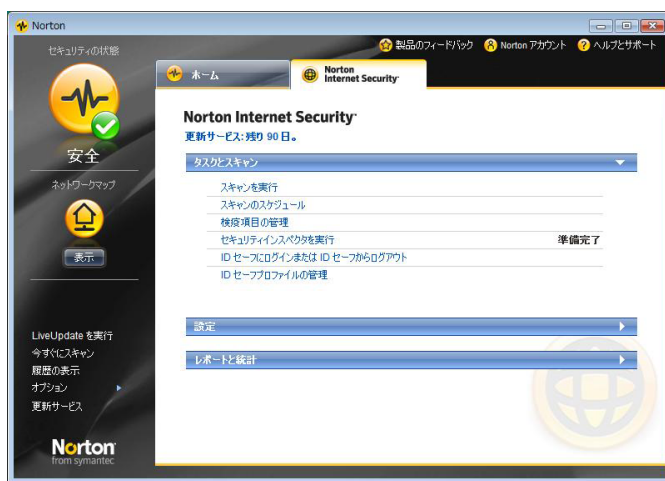 Norton
製品のフィードバック Norton アカウント ヘルプとサポート
セキュリティの状態
安全
ネットワークマップ
表示
LiveUpdate を実行
今すぐにスキャン
履歴の表示
オプション
更新サービス
Norton
from symantec
ホーム
Norton
Internet Security
Norton Internet Security
更新サービス: 残り 90 日。
タスクとスキャン
スキャンを実行
スキャンのスケジュール
検疫項目の管理
セキュリティインスペクタを実行 準備完了
ID セーフにログインまたは ID セーフからログアウト
ID セーフプロファイルの管理
設定
レポートと統計